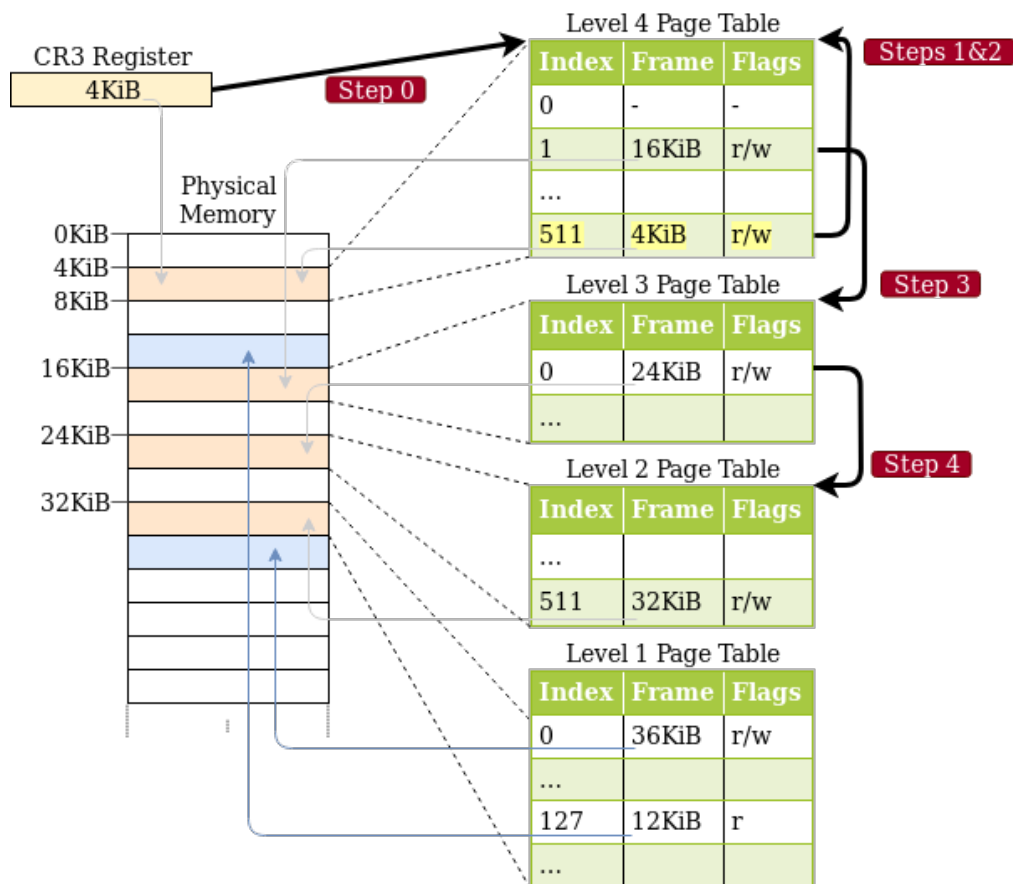 Level 4 Page Table
CR3 Register
4KiB
Step 0
Steps 1&2
Index Frame Flags
0 - -
1 16KiB r/w
...
511 4KiB r/w
Physical
Memory
0KiB
4KiB
8KiB
16KiB
24KiB
32KiB
Level 3 Page Table
Step 3
Index Frame Flags
0 24KiB r/w
...
Level 2 Page Table
Step 4
Index Frame Flags
...
511 32KiB r/w
Level 1 Page Table
Index Frame Flags
0 36KiB r/w
...
127 12KiB r
...